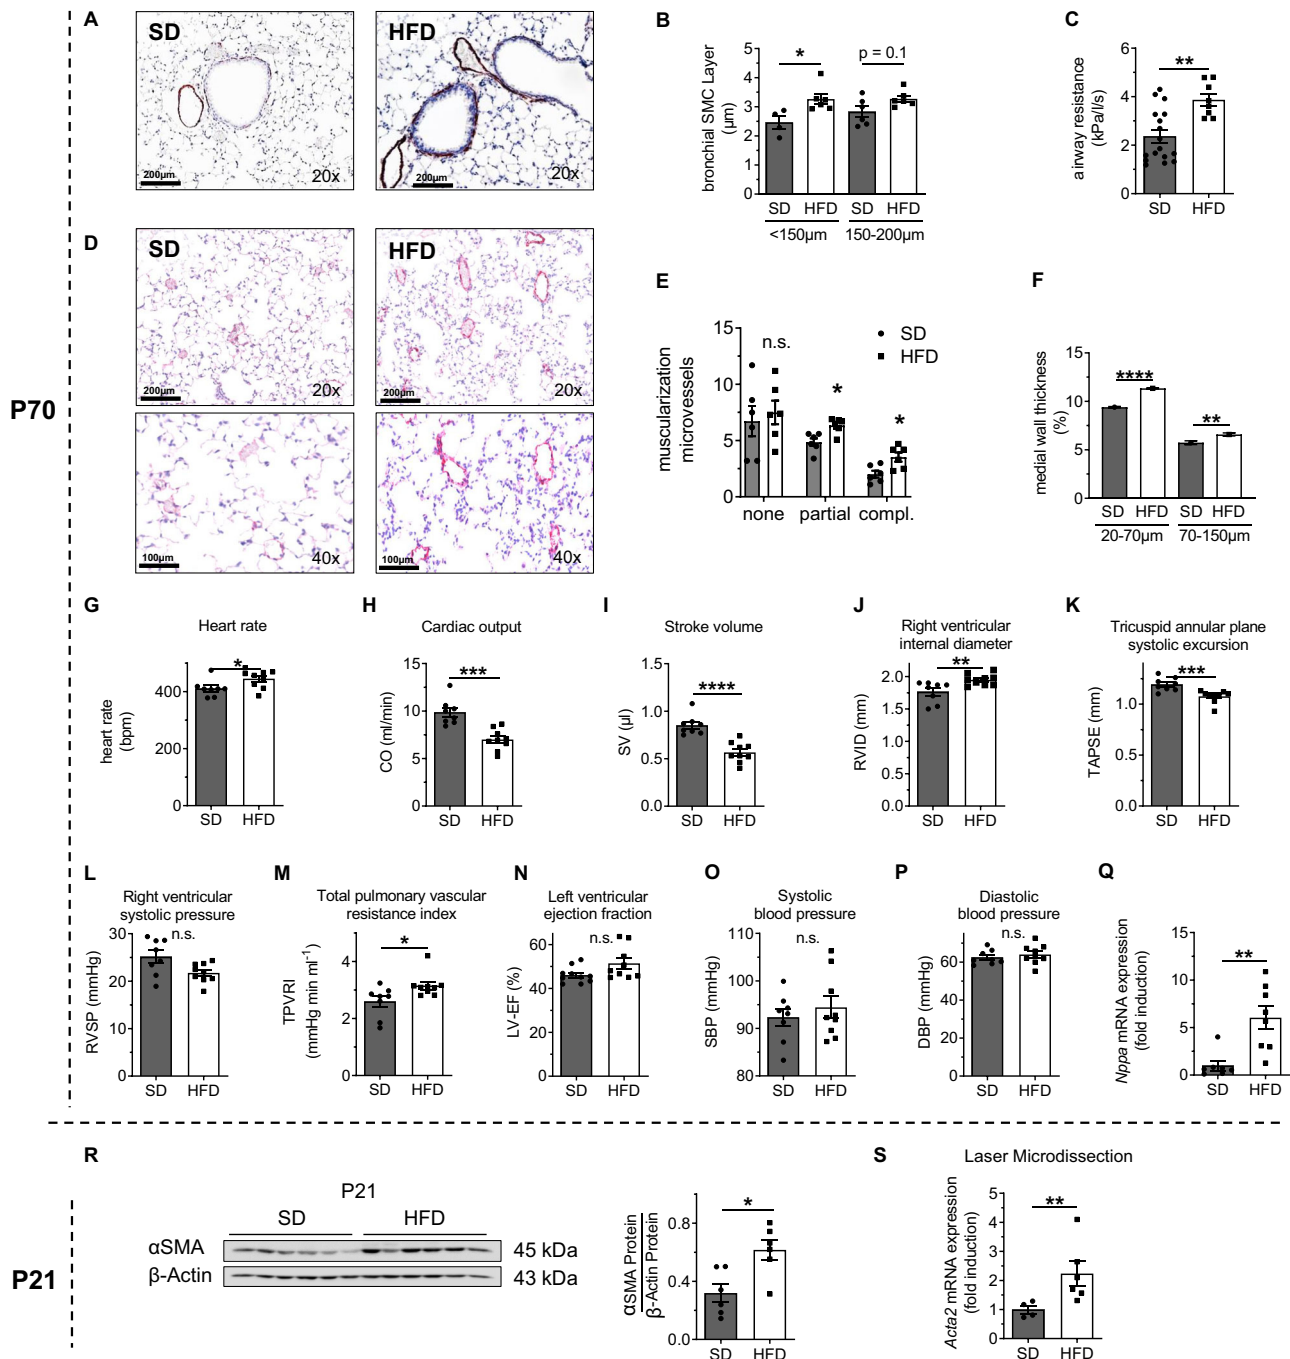 A
SD
HFD
200µm
20x
200µm
20x
B
bronchial SMC Layer
(µm)
5
4
3
2
1
0
*
p = 0.1
SD
HFD
SD
HFD
<150µm
150-200µm
C
airway resistance
(kPa/l/s)
6
4
2
0
**
SD
HFD
P70
D
SD
HFD
200µm
20x
200µm
20x
100µm
40x
100µm
40x
E
muscularization
microvessels
15
10
5
0
n.s.
*
*
SD
HFD
none
partial
compl.
F
medial wall thickness
(%)
15
10
5
0
****
**
SD
HFD
SD
HFD
20-70µm
70-150µm
G
Heart rate
heart rate
(bpm)
400
200
0
*
SD
HFD
H
Cardiac output
CO (ml/min)
15
10
5
0
***
SD
HFD
I
Stroke volume
SV (µl)
1.5
1.0
0.5
0.0
****
SD
HFD
J
Right ventricular
internal diameter
RVID (mm)
2.0
1.5
1.0
0.5
0.0
**
SD
HFD
K
Tricuspid annular plane
systolic excursion
TAPSE (mm)
1.0
0.5
0.0
***
SD
HFD
L
Right ventricular
systolic pressure
n.s.
RVSP (mmHg)
30
20
10
0
SD
HFD
M
Total pulmonary vascular
resistance index
TPVRI
(mmHg min ml⁻¹)
4
2
0
*
SD
HFD
N
Left ventricular
ejection fraction
n.s.
LV-EF (%)
60
40
20
0
SD
HFD
O
Systolic
blood pressure
n.s.
SBP (mmHg)
110
100
90
80
SD
HFD
P
Diastolic
blood pressure
n.s.
DBP (mmHg)
80
60
40
20
0
SD
HFD
Q
Nppa mRNA expression
(fold induction)
15
10
5
0
**
SD
HFD
P21
R
P21
SD
HFD
αSMA
45 kDa
β-Actin
43 kDa
αSMA Protein
β-Actin Protein
0.8
0.4
0.0
*
SD
HFD
S
Laser Microdissection
Acta2 mRNA expression
(fold induction)
5
4
3
2
1
0
**
SD
HFD